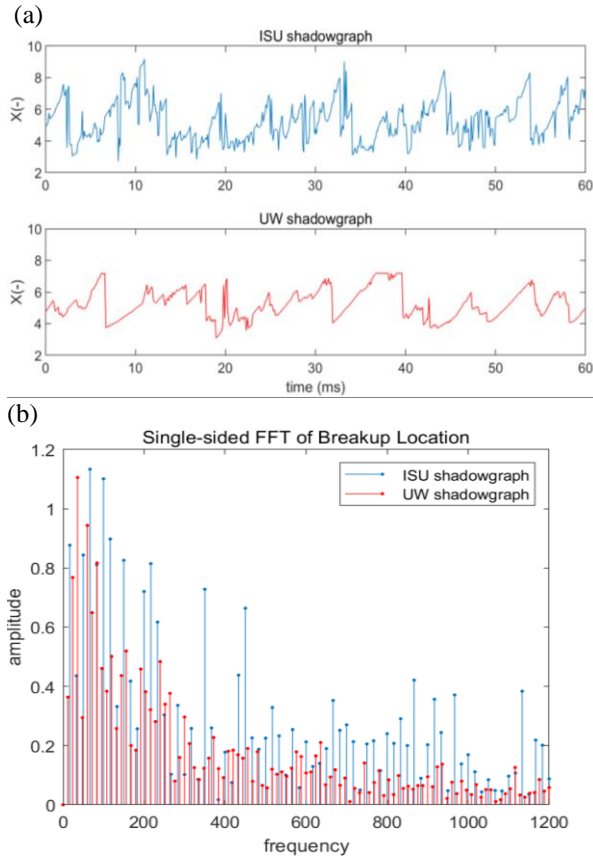 (a)
ISU shadowgraph
10
8
6
4
2
X(-)
0 10 20 30 40 50 60
UW shadowgraph
10
8
6
4
2
X(-)
0 10 20 30 40 50 60
time (ms)
(b)
Single-sided FFT of Breakup Location
ISU shadowgraph
UW shadowgraph
1.2
1
0.8
0.6
0.4
0.2
0
amplitude
0 200 400 600 800 1000 1200
frequency